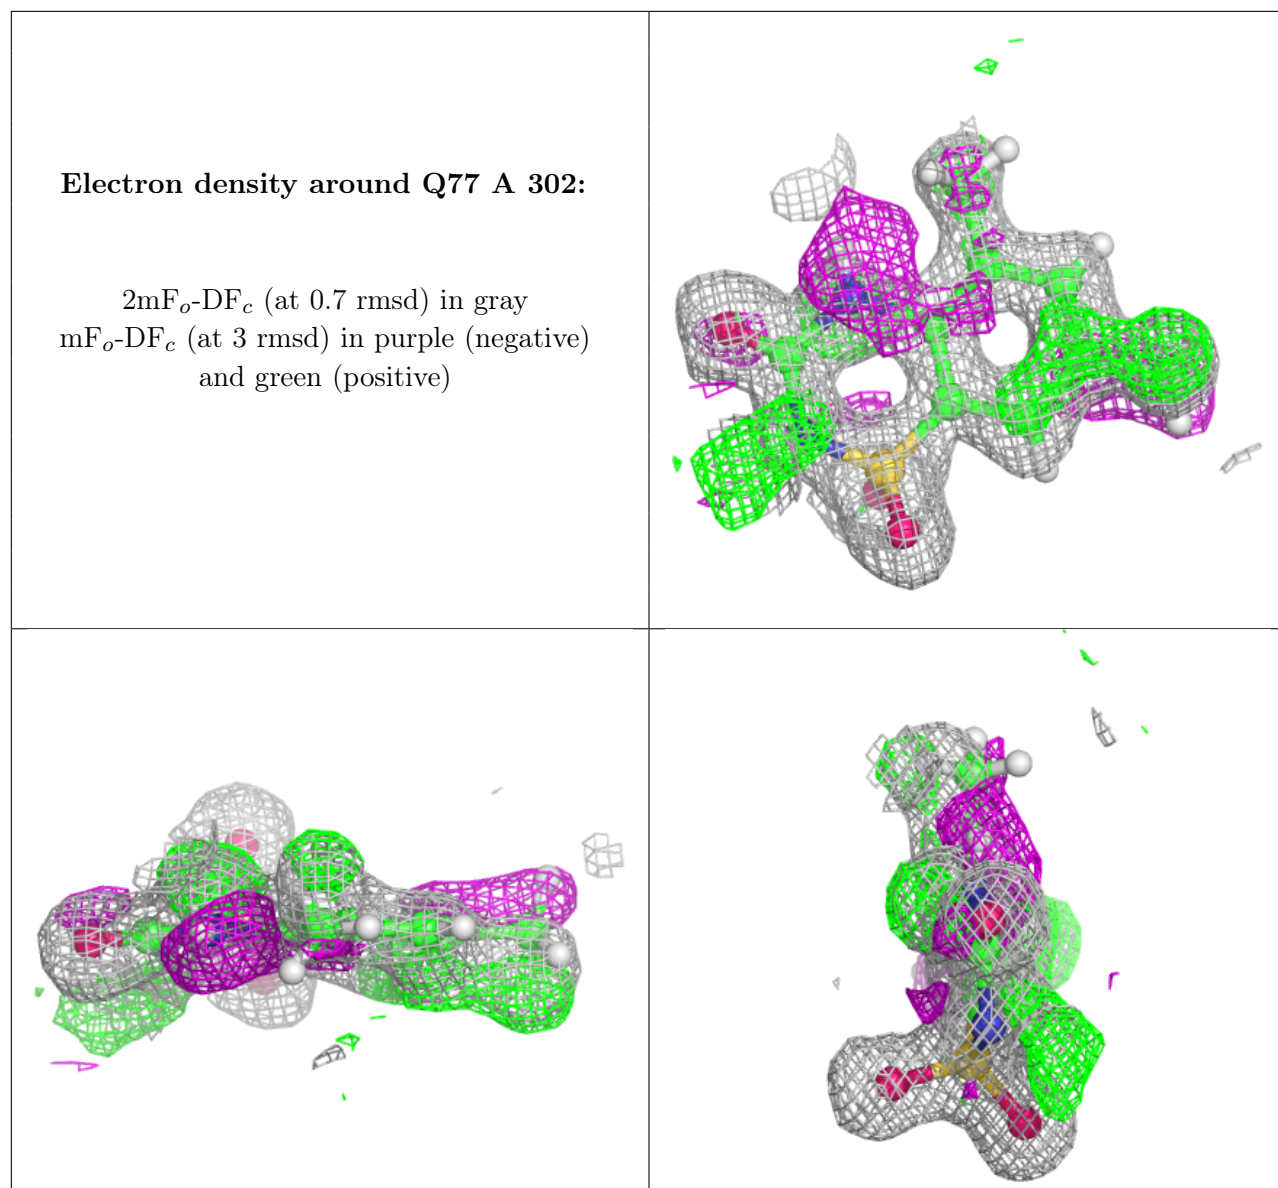 Electron density around Q77 A 302:
2mFo-DFc (at 0.7 rmsd) in gray
mFo-DFc (at 3 rmsd) in purple (negative)
and green (positive)